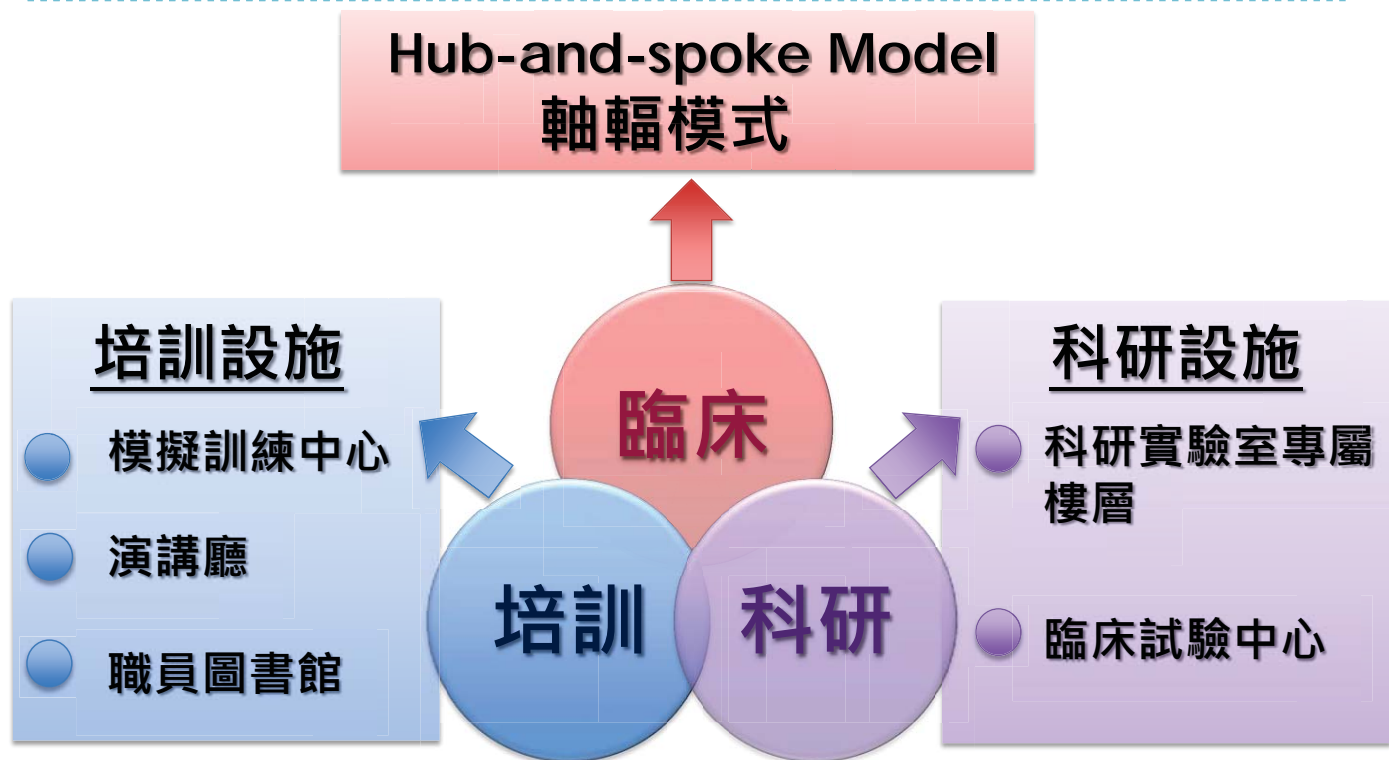 Hub-and-spoke Model
軸輻模式
培訓設施
模擬訓練中心
演講廳
職員圖書館
臨床
培訓
科研
科研設施
科研實驗室專屬
樓層
臨床試驗中心